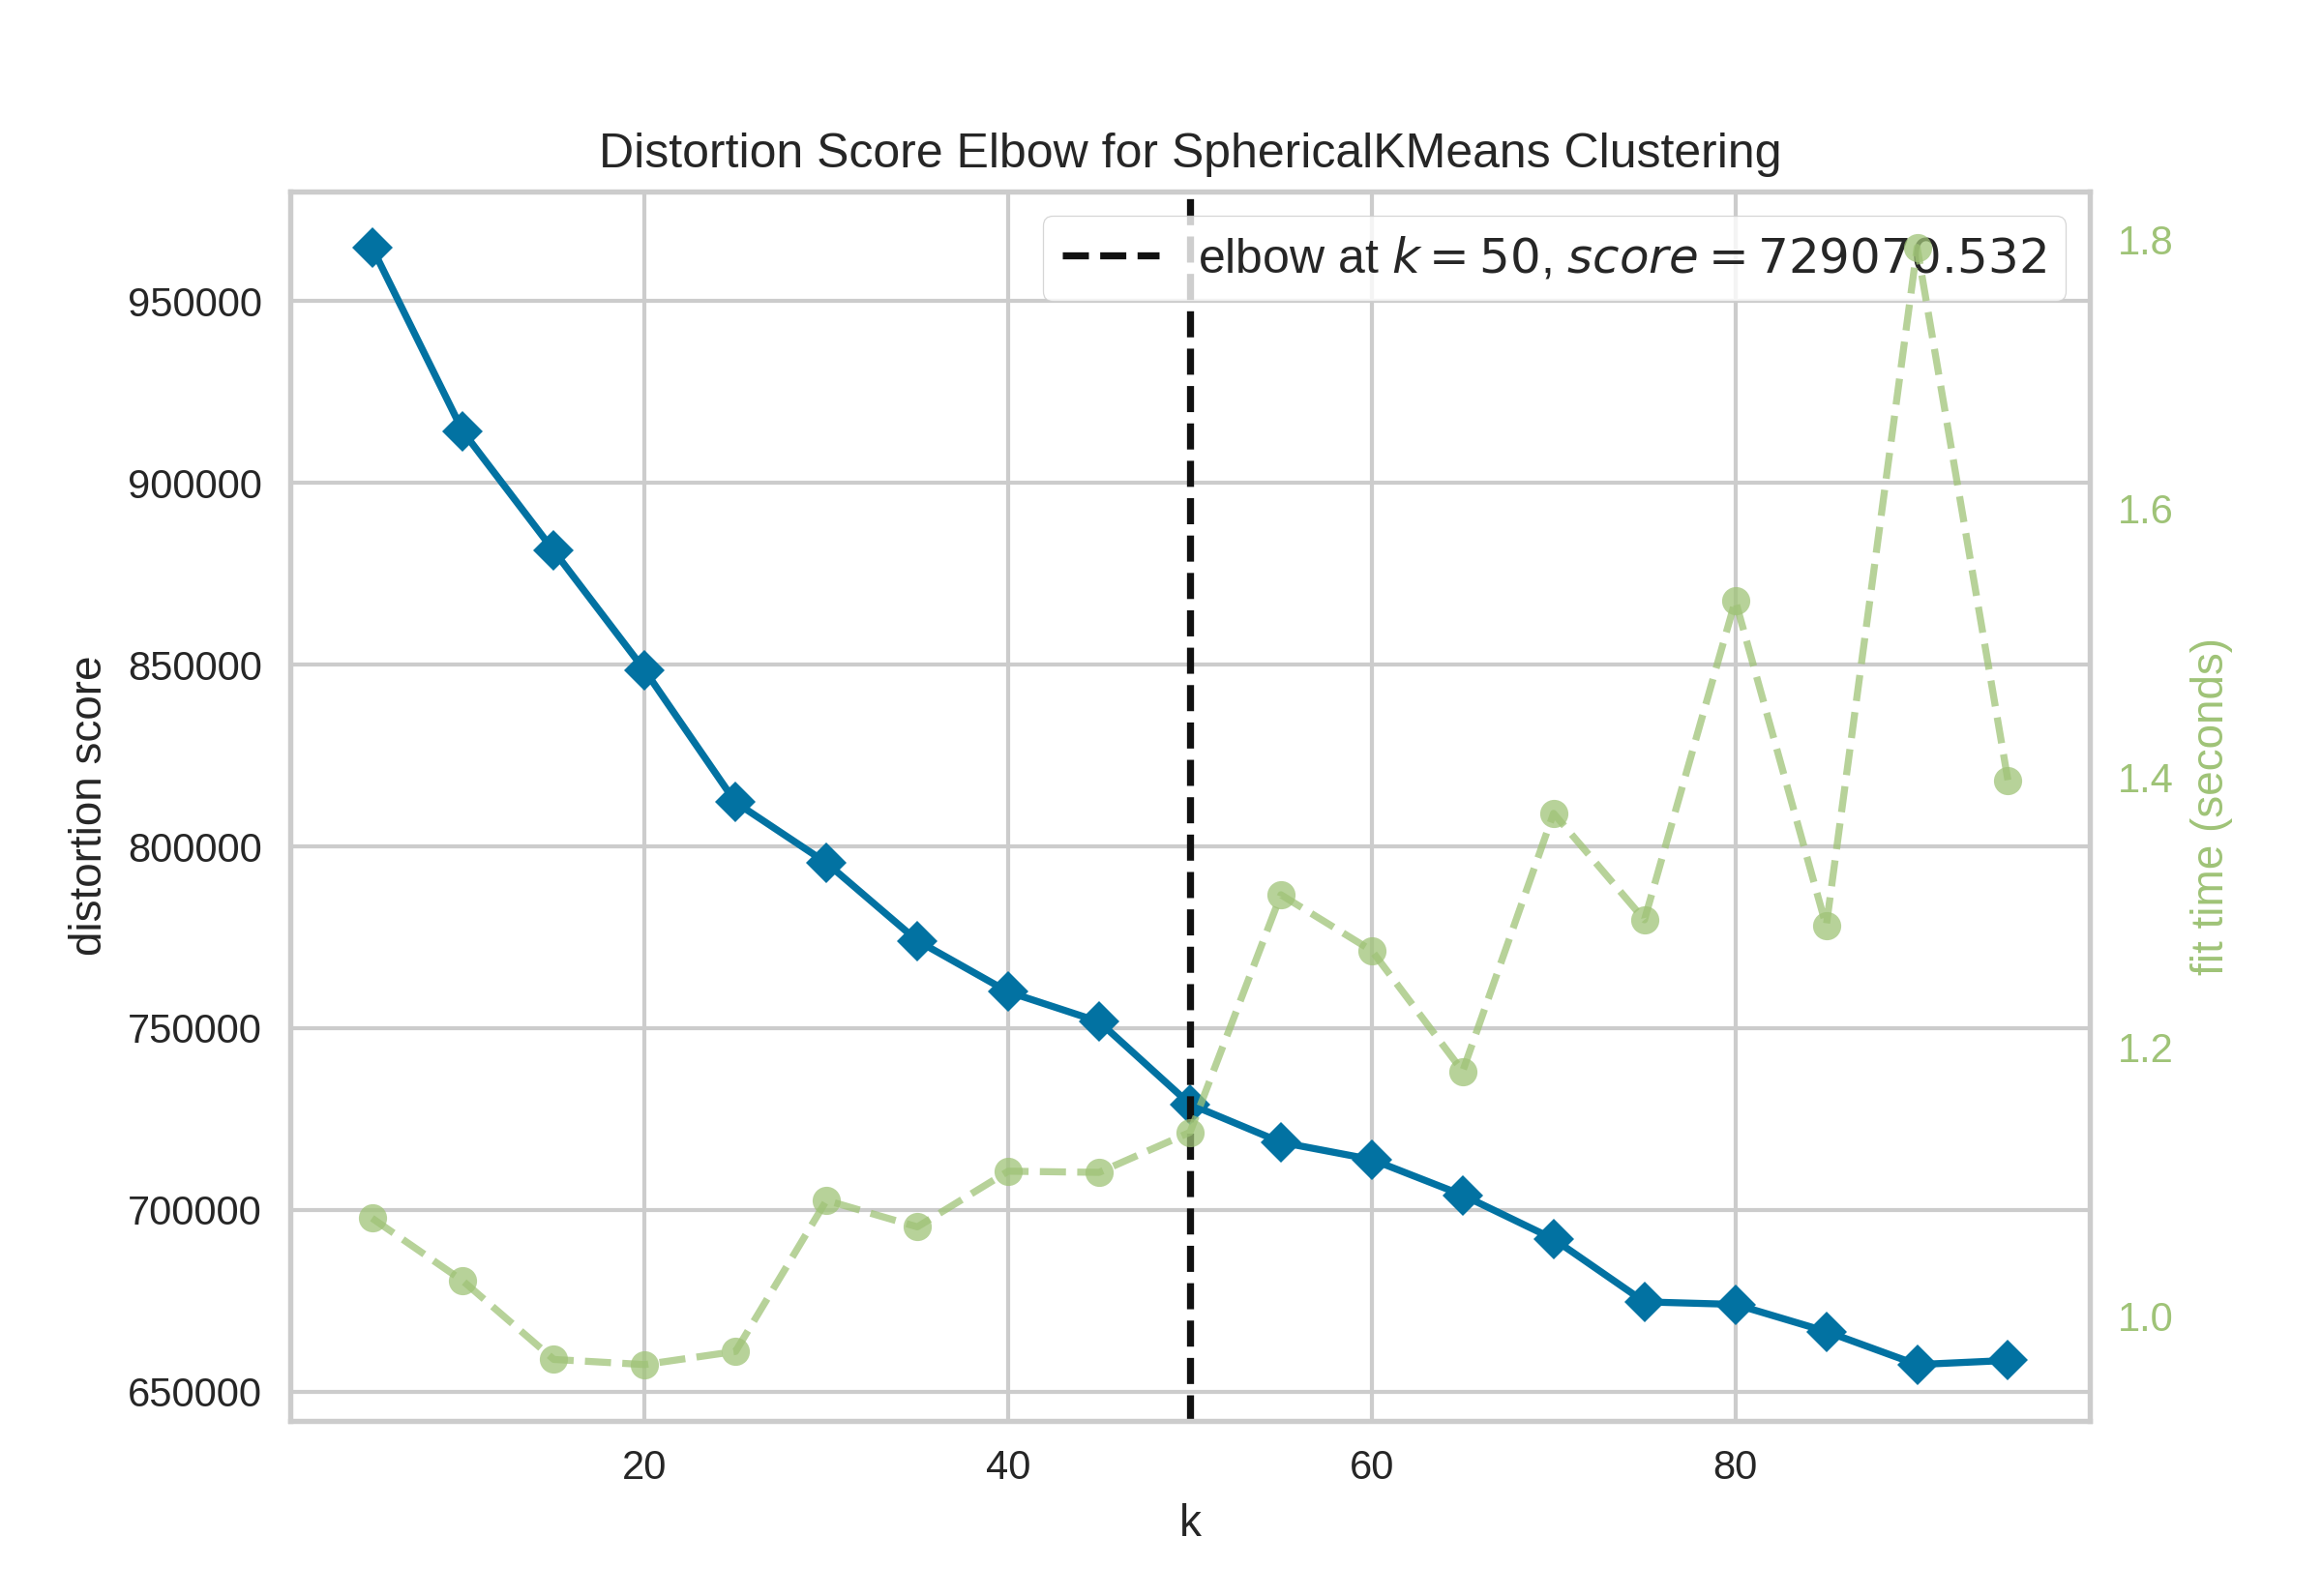 Distortion Score Elbow for SphericalKMeans Clustering
elbow at k = 50, score = 729070.532
950000
900000
850000
800000
750000
700000
650000
distortion score
1.8
1.6
1.4
1.2
1.0
fit time (seconds)
20 40 60 80
k